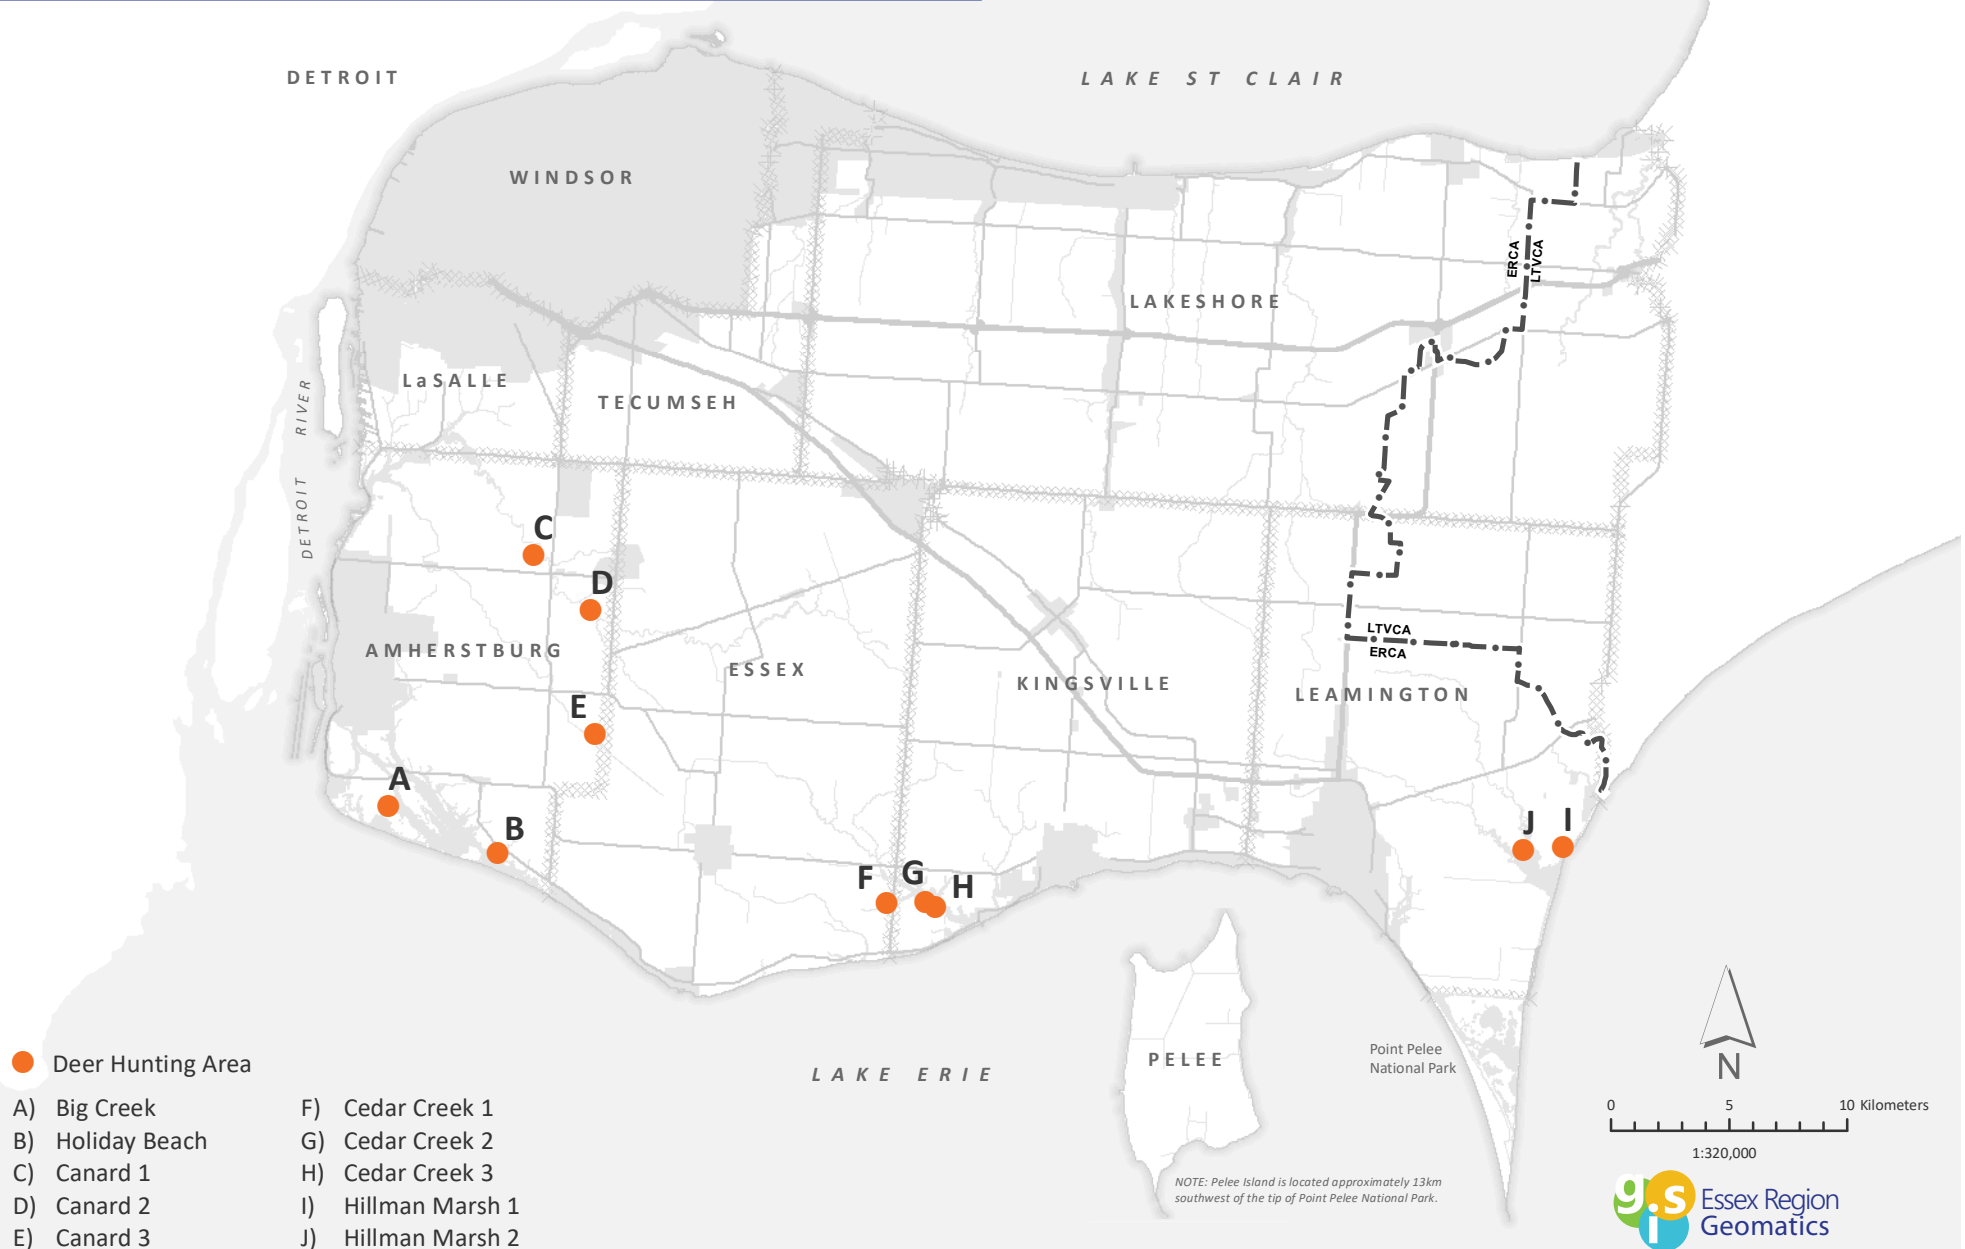 DETROIT
LAKE ST CLAIR
WINDSOR
ERCA
LTVCA
LAKESHORE
LaSALLE
TECUMSEH
DETROIT RIVER
C
D
LTVCA
ERCA
AMHERSTBURG
ESSEX
KINGSVILLE
LEAMINGTON
E
A
B
J
I
F
G
H
Deer Hunting Area
A) Big Creek
B) Holiday Beach
C) Canard 1
D) Canard 2
E) Canard 3
F) Cedar Creek 1
G) Cedar Creek 2
H) Cedar Creek 3
I) Hillman Marsh 1
J) Hillman Marsh 2
LAKE ERIE
PELEE
Point Pelee
National Park
NOTE: Pelee Island is located approximately 13km
southwest of the tip of Point Pelee National Park.
N
0 5 10 Kilometers
1:320,000
gis
Essex Region
Geomatics